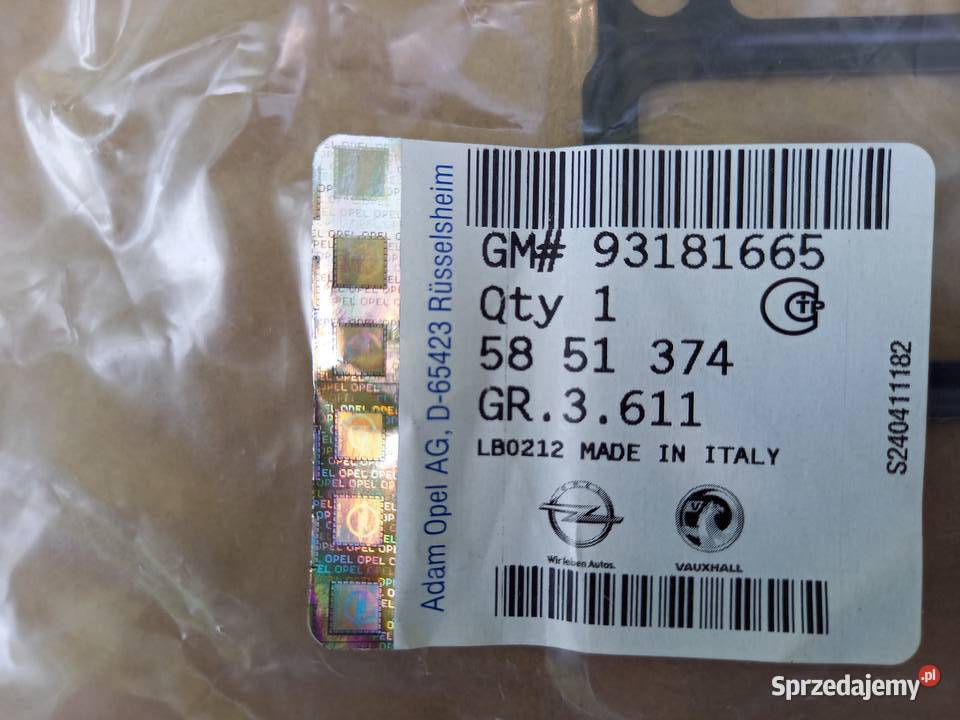 Adam Opel AG, D-65423 Rüsselsheim
GM# 93181665
Qty 1
58 51 374
GR.3.611
LB0212 MADE IN ITALY
S240411182
OPEL
Wir leben Autos.
VAUXHALL
Sprzedajemy.pl